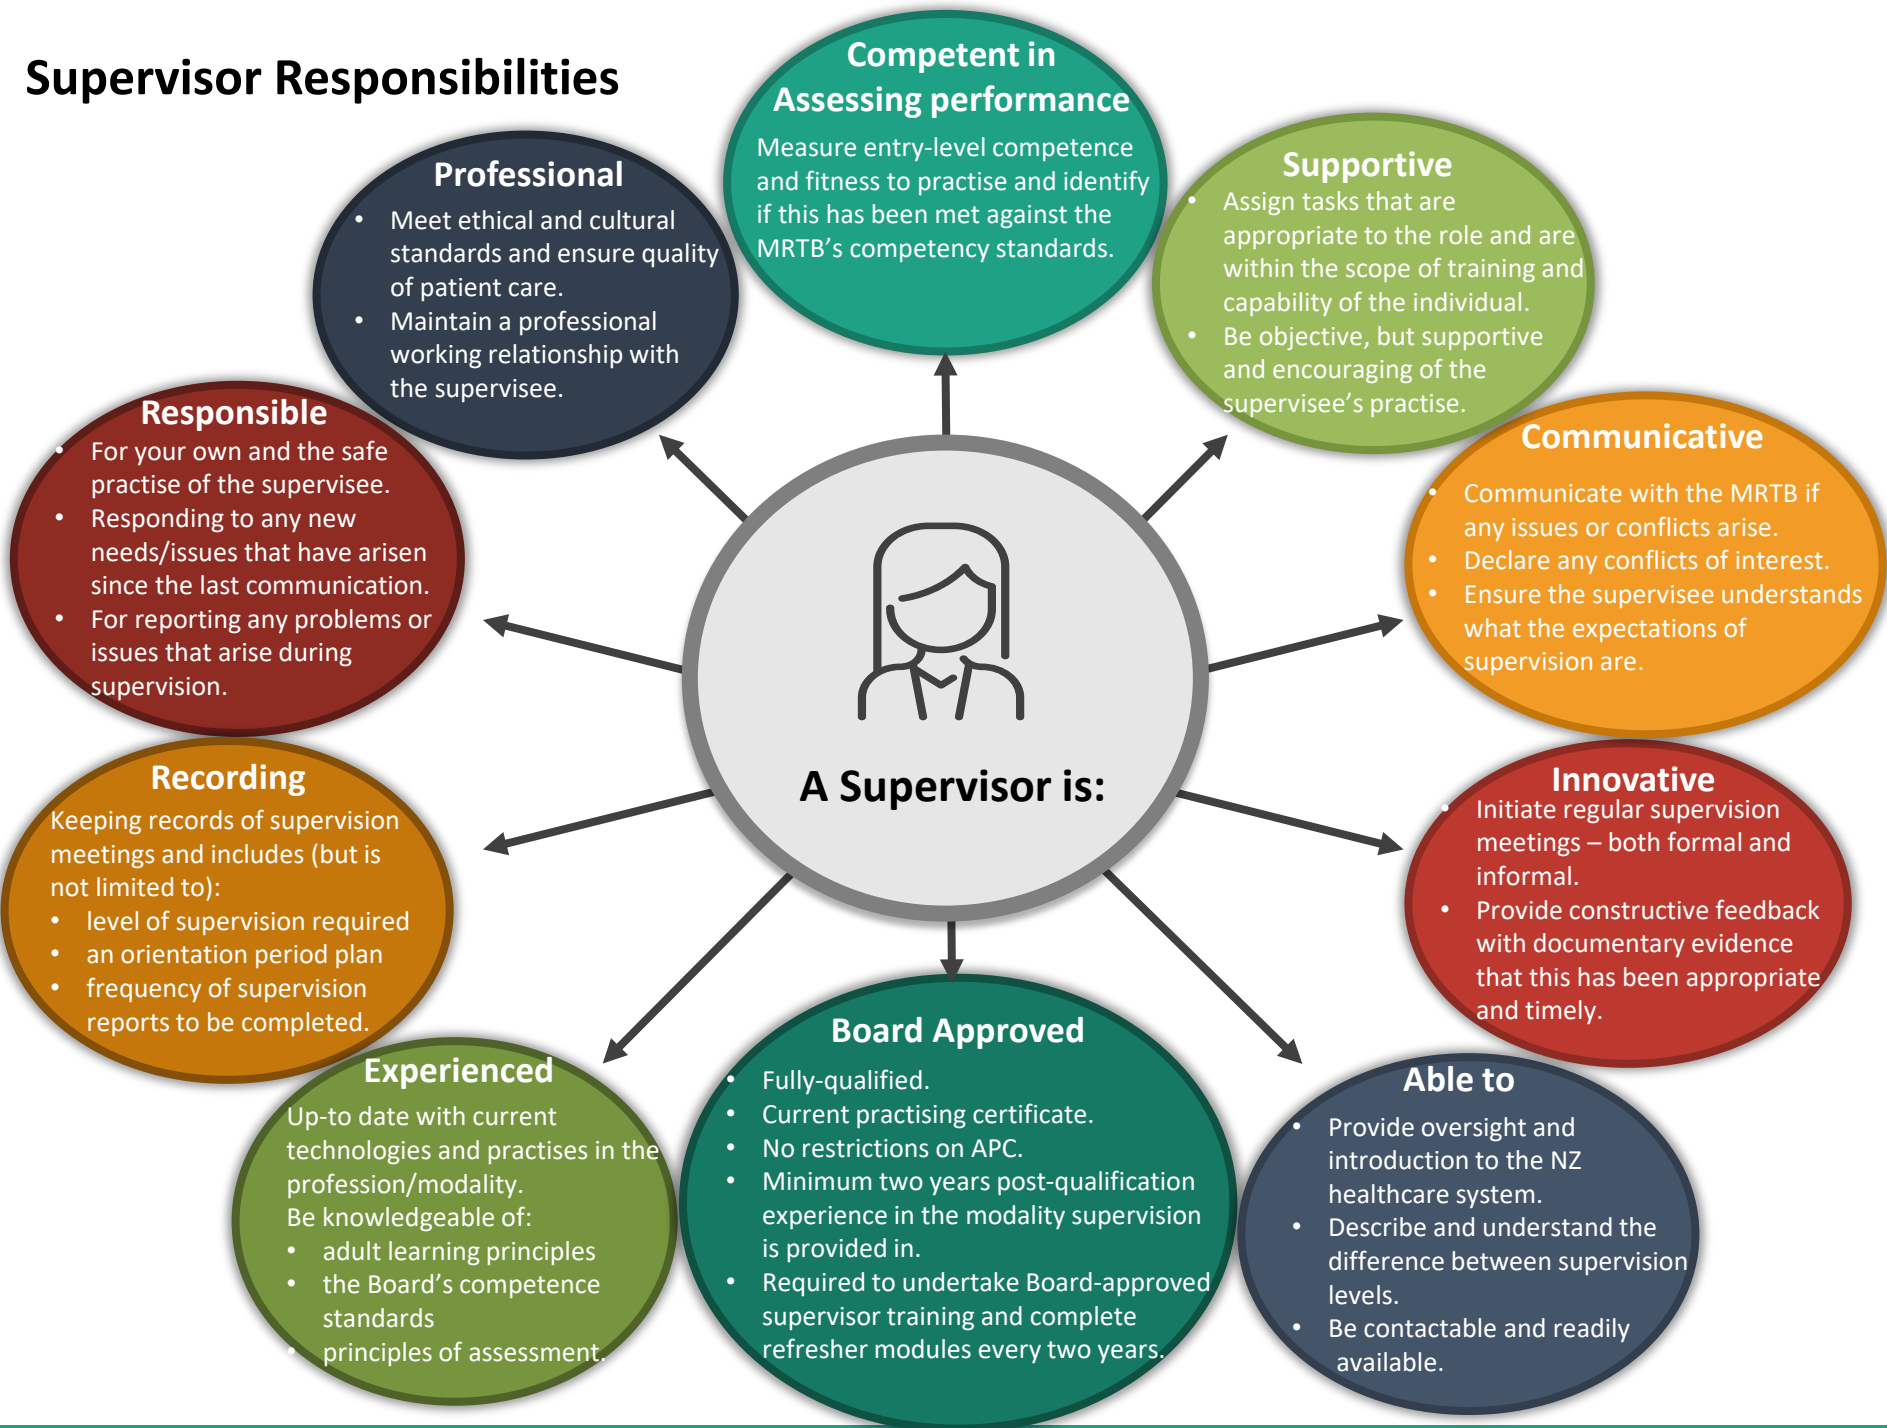 Supervisor Responsibilities
Competent in
Assessing performance
Measure entry-level competence
and fitness to practise and identify
if this has been met against the
MRTB’s competency standards.
Professional
• Meet ethical and cultural
standards and ensure quality
of patient care.
• Maintain a professional
working relationship with
the supervisee.
Supportive
• Assign tasks that are
appropriate to the role and are
within the scope of training and
capability of the individual.
• Be objective, but supportive
and encouraging of the
supervisee’s practise.
Responsible
• For your own and the safe
practise of the supervisee.
• Responding to any new
needs/issues that have arisen
since the last communication.
• For reporting any problems or
issues that arise during
supervision.
Communicative
• Communicate with the MRTB if
any issues or conflicts arise.
• Declare any conflicts of interest.
• Ensure the supervisee understands
what the expectations of
supervision are.
A Supervisor is:
Recording
Keeping records of supervision
meetings and includes (but is
not limited to):
• level of supervision required
• an orientation period plan
• frequency of supervision
reports to be completed.
Innovative
• Initiate regular supervision
meetings – both formal and
informal.
• Provide constructive feedback
with documentary evidence
that this has been appropriate
and timely.
Experienced
Up-to date with current
technologies and practises in the
profession/modality.
Be knowledgeable of:
• adult learning principles
• the Board’s competence
standards
• principles of assessment.
Board Approved
• Fully-qualified.
• Current practising certificate.
• No restrictions on APC.
• Minimum two years post-qualification
experience in the modality supervision
is provided in.
• Required to undertake Board-approved
supervisor training and complete
refresher modules every two years.
Able to
• Provide oversight and
introduction to the NZ
healthcare system.
• Describe and understand the
difference between supervision
levels.
• Be contactable and readily
available.